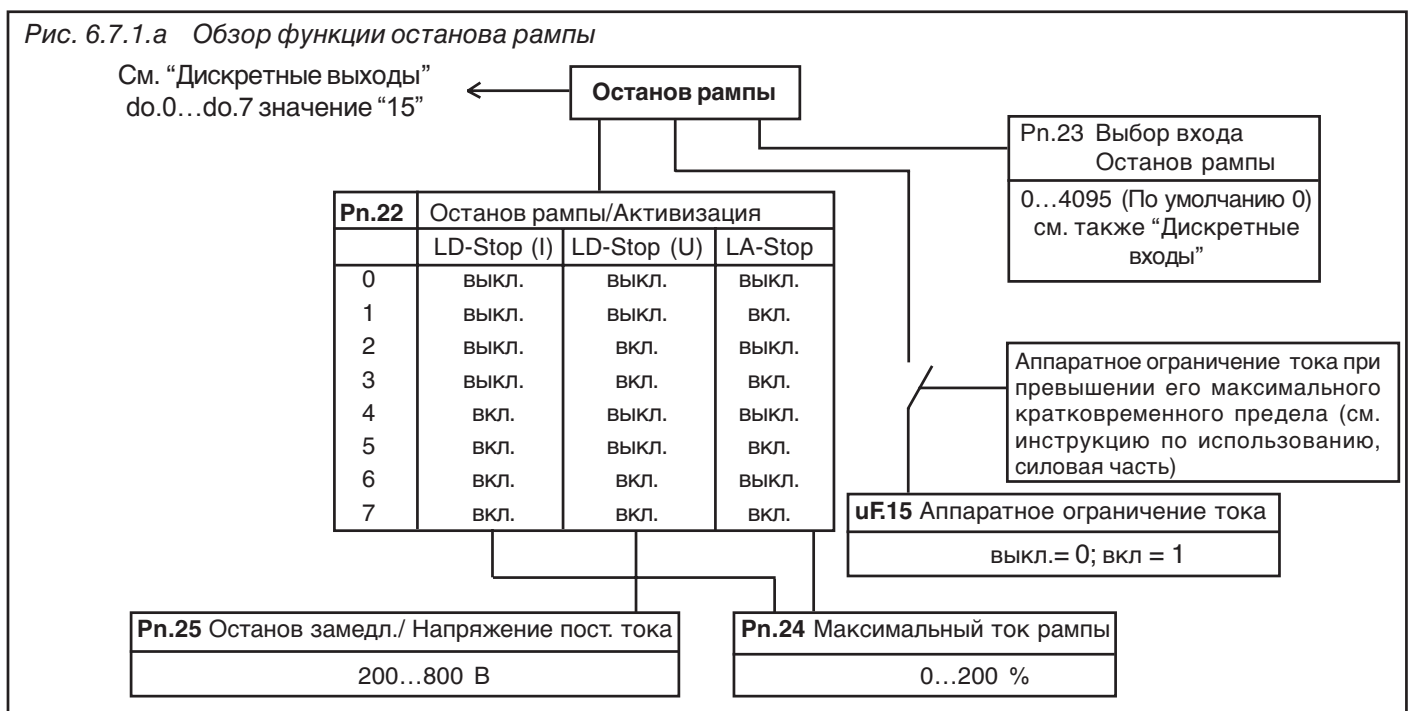 Рис. 6.7.1.a Обзор функции останова рампы
См. “Дискретные выходы”
do.0…do.7 значение “15”
Останов рампы
Pn.23 Выбор входа
Останов рампы
0…4095 (По умолчанию 0)
см. также “Дискретные
входы”
Pn.22 Останов рампы/Активизация
LD-Stop (I) LD-Stop (U) LA-Stop
0 выкл. выкл. выкл.
1 выкл. выкл. вкл.
2 выкл. вкл. выкл.
3 выкл. вкл. вкл.
4 вкл. выкл. выкл.
5 вкл. выкл. вкл.
6 вкл. вкл. выкл.
7 вкл. вкл. вкл.
Аппаратное ограничение тока при
превышении его максимального
кратковременного предела (см.
инструкцию по использованию,
силовая часть)
uF.15 Аппаратное ограничение тока
выкл.= 0; вкл = 1
Pn.25 Останов замедл./ Напряжение пост. тока
200…800 В
Pn.24 Максимальный ток рампы
0…200 %